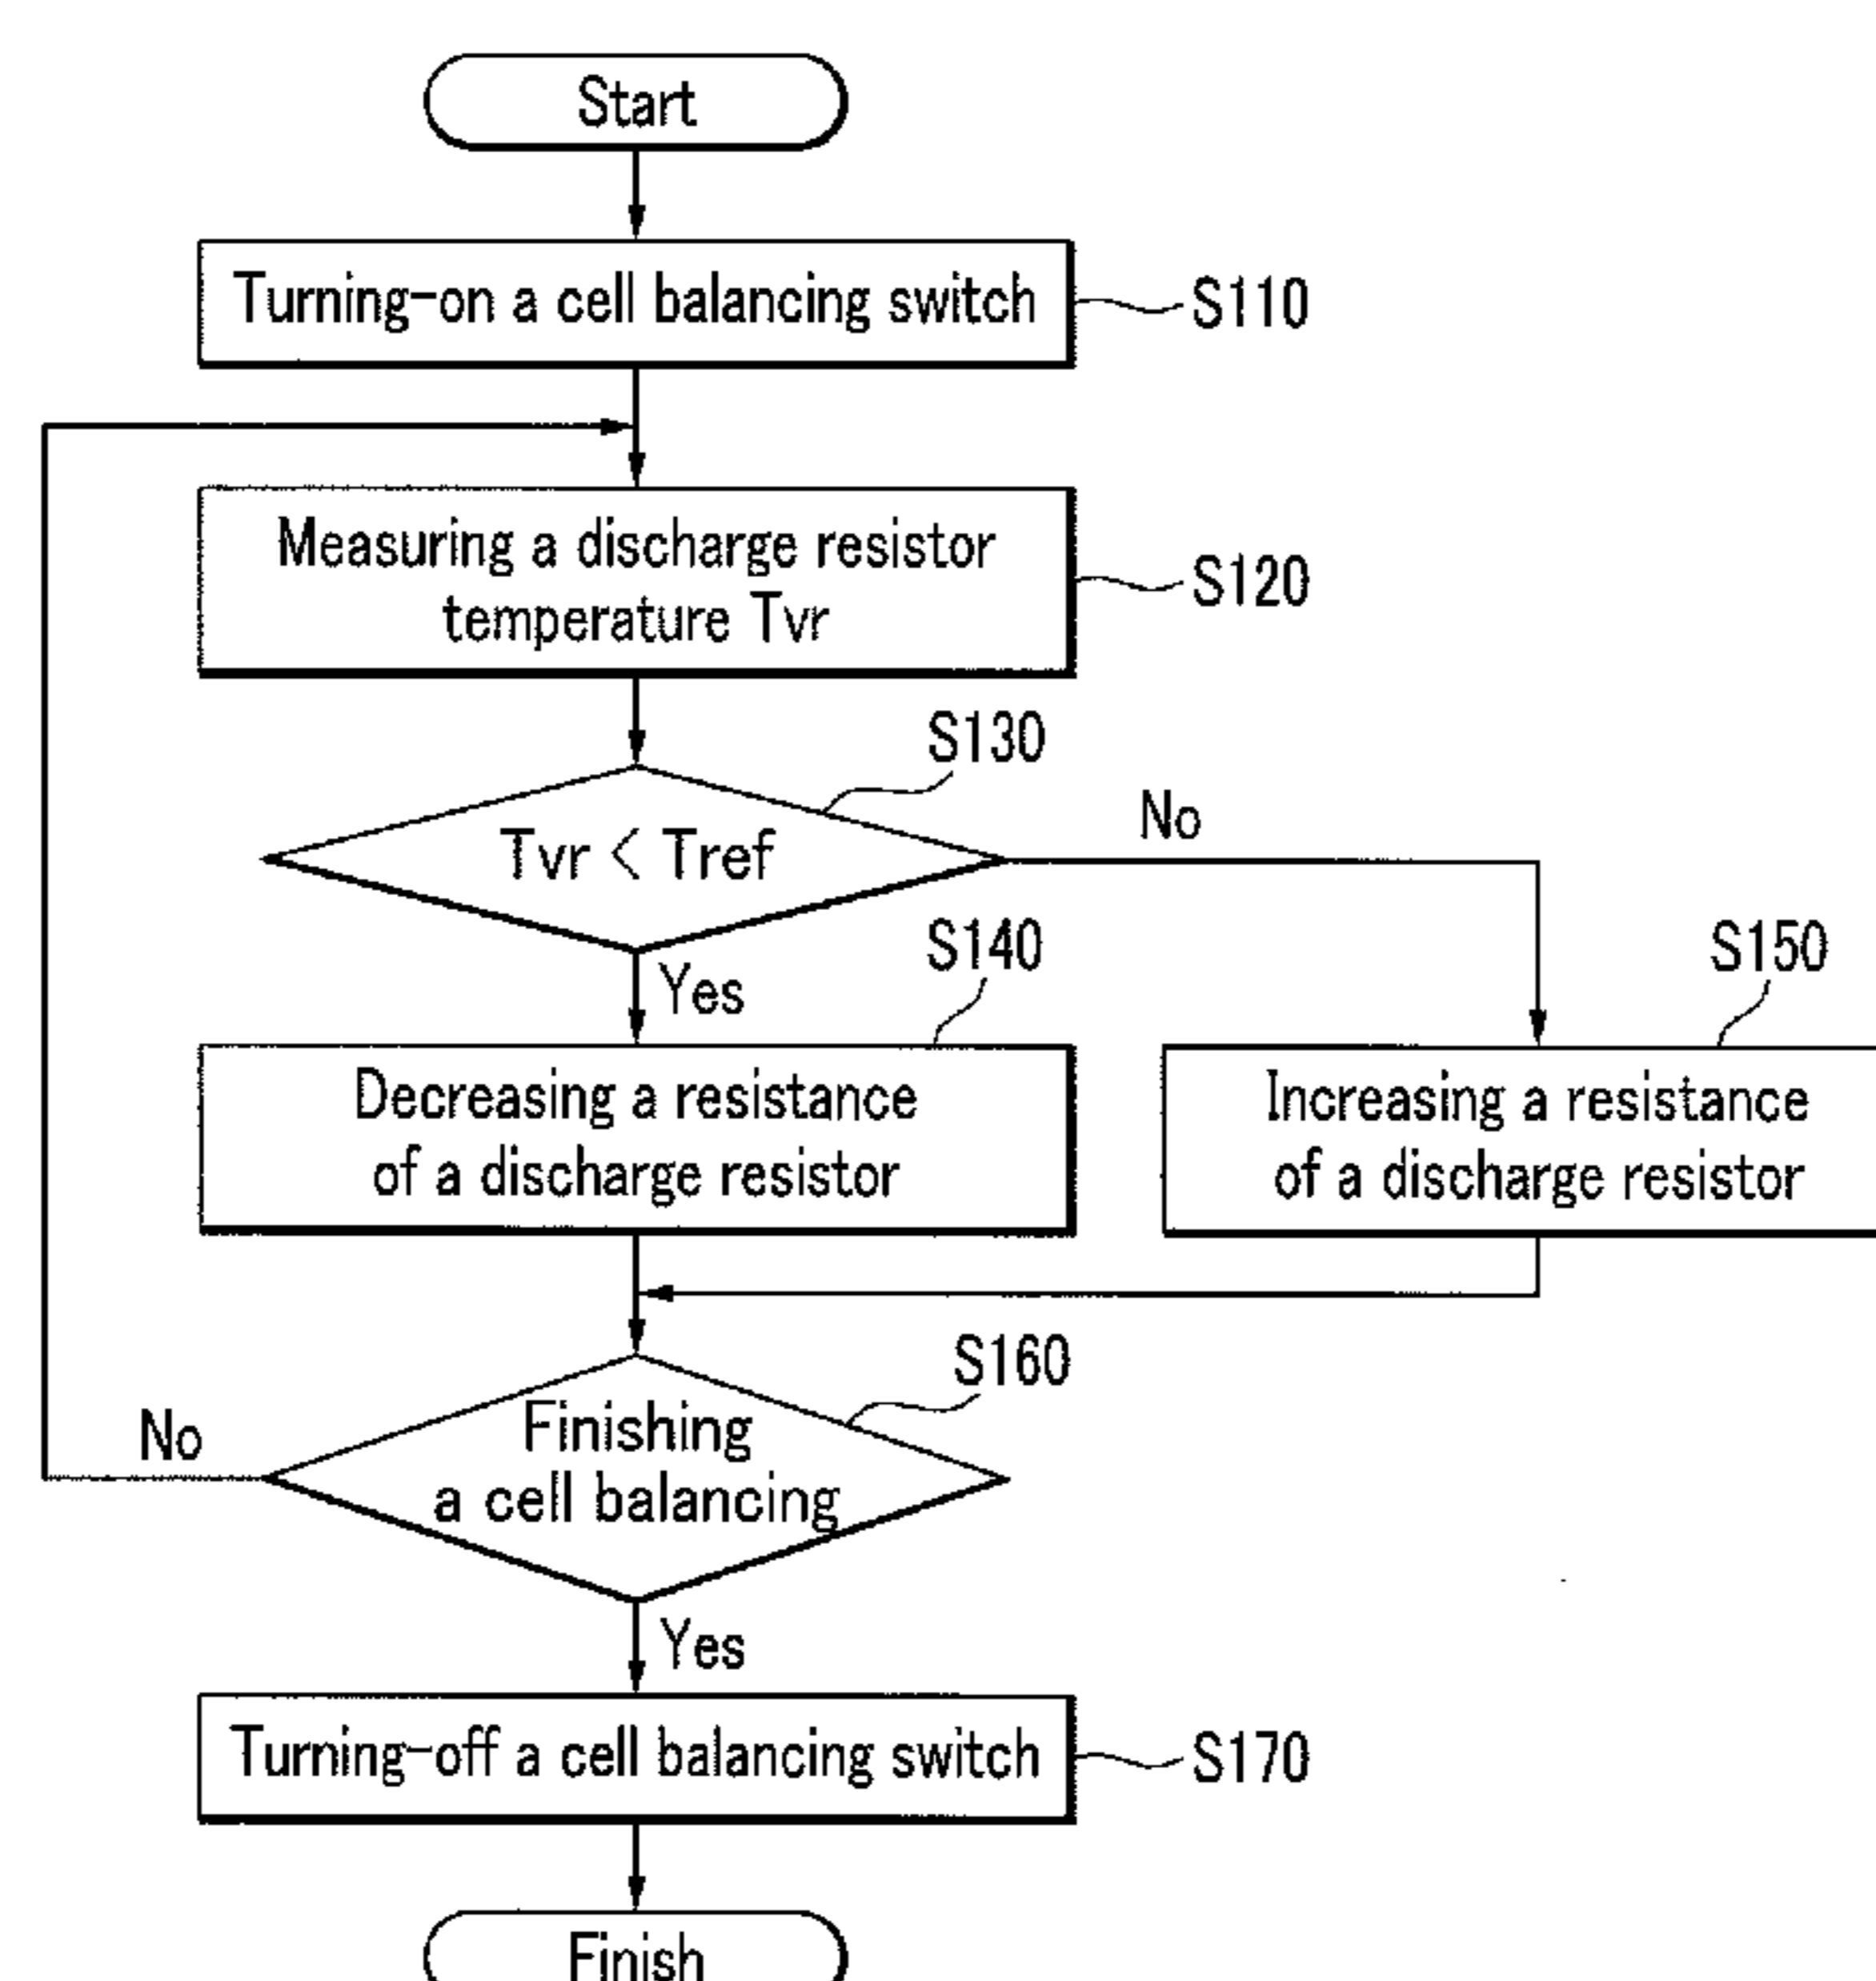 Start
Turning-on a cell balancing switch
S110
Measuring a discharge resistor
temperature Tvr
S120
S130
Tvr < Tref
No
Yes
S140
S150
Decreasing a resistance
of a discharge resistor
Increasing a resistance
of a discharge resistor
S160
Finishing
a cell balancing
No
Yes
Turning-off a cell balancing switch
S170
Finish